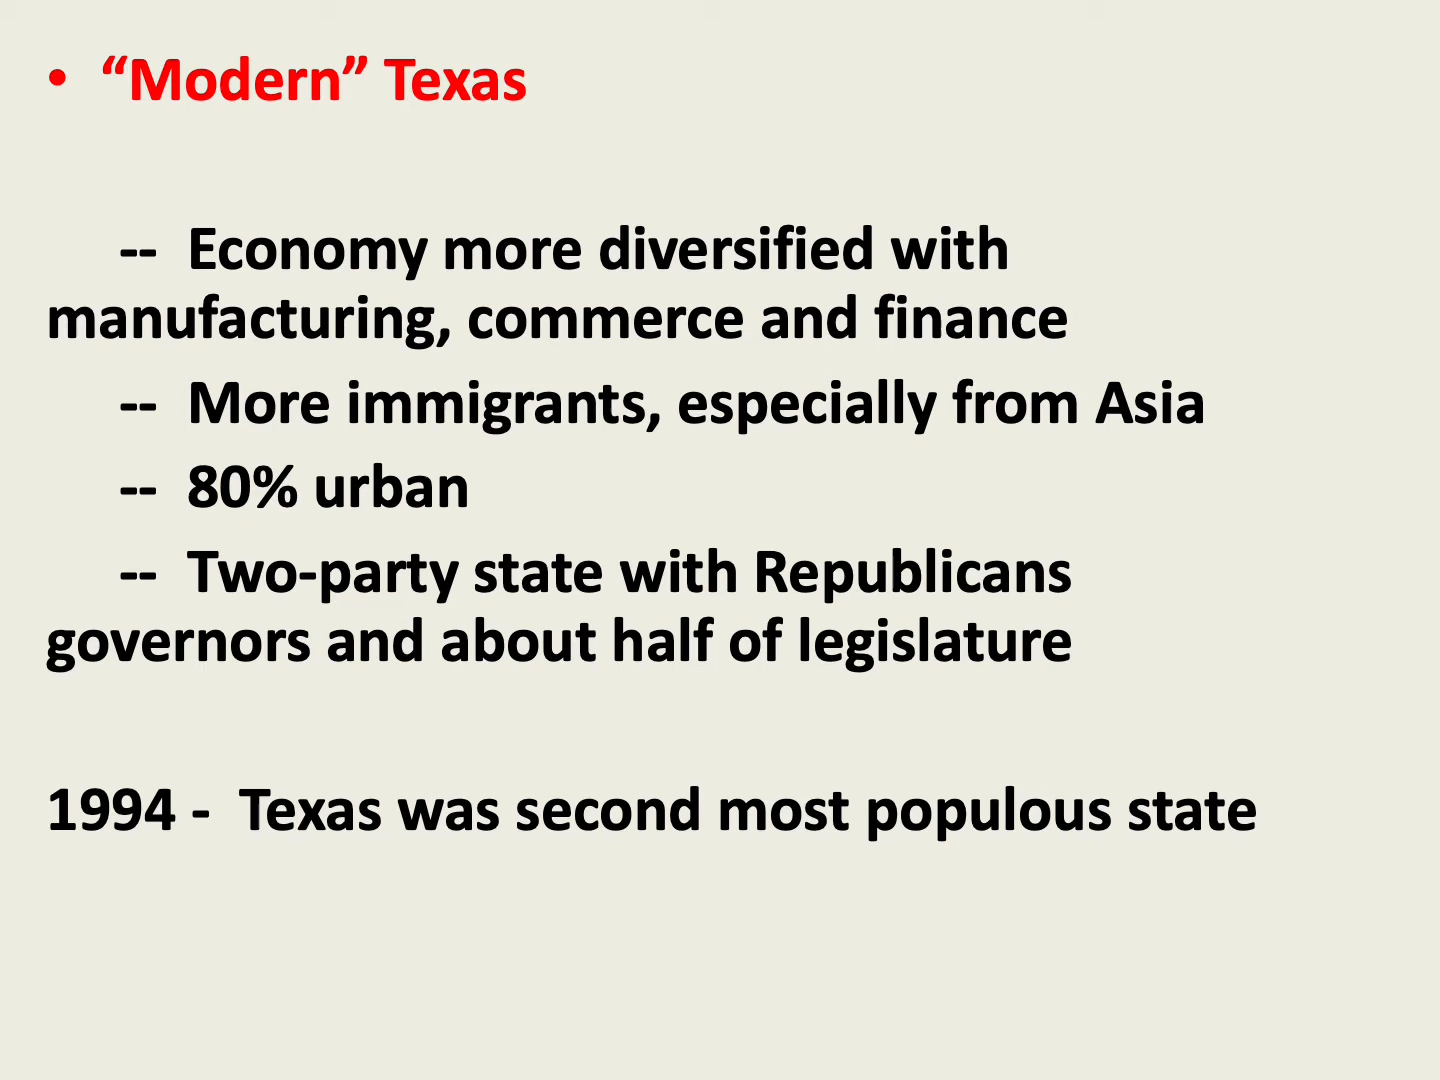 • “Modern” Texas
-- Economy more diversified with
manufacturing, commerce and finance
-- More immigrants, especially from Asia
-- 80% urban
-- Two-party state with Republicans
governors and about half of legislature
1994 - Texas was second most populous state